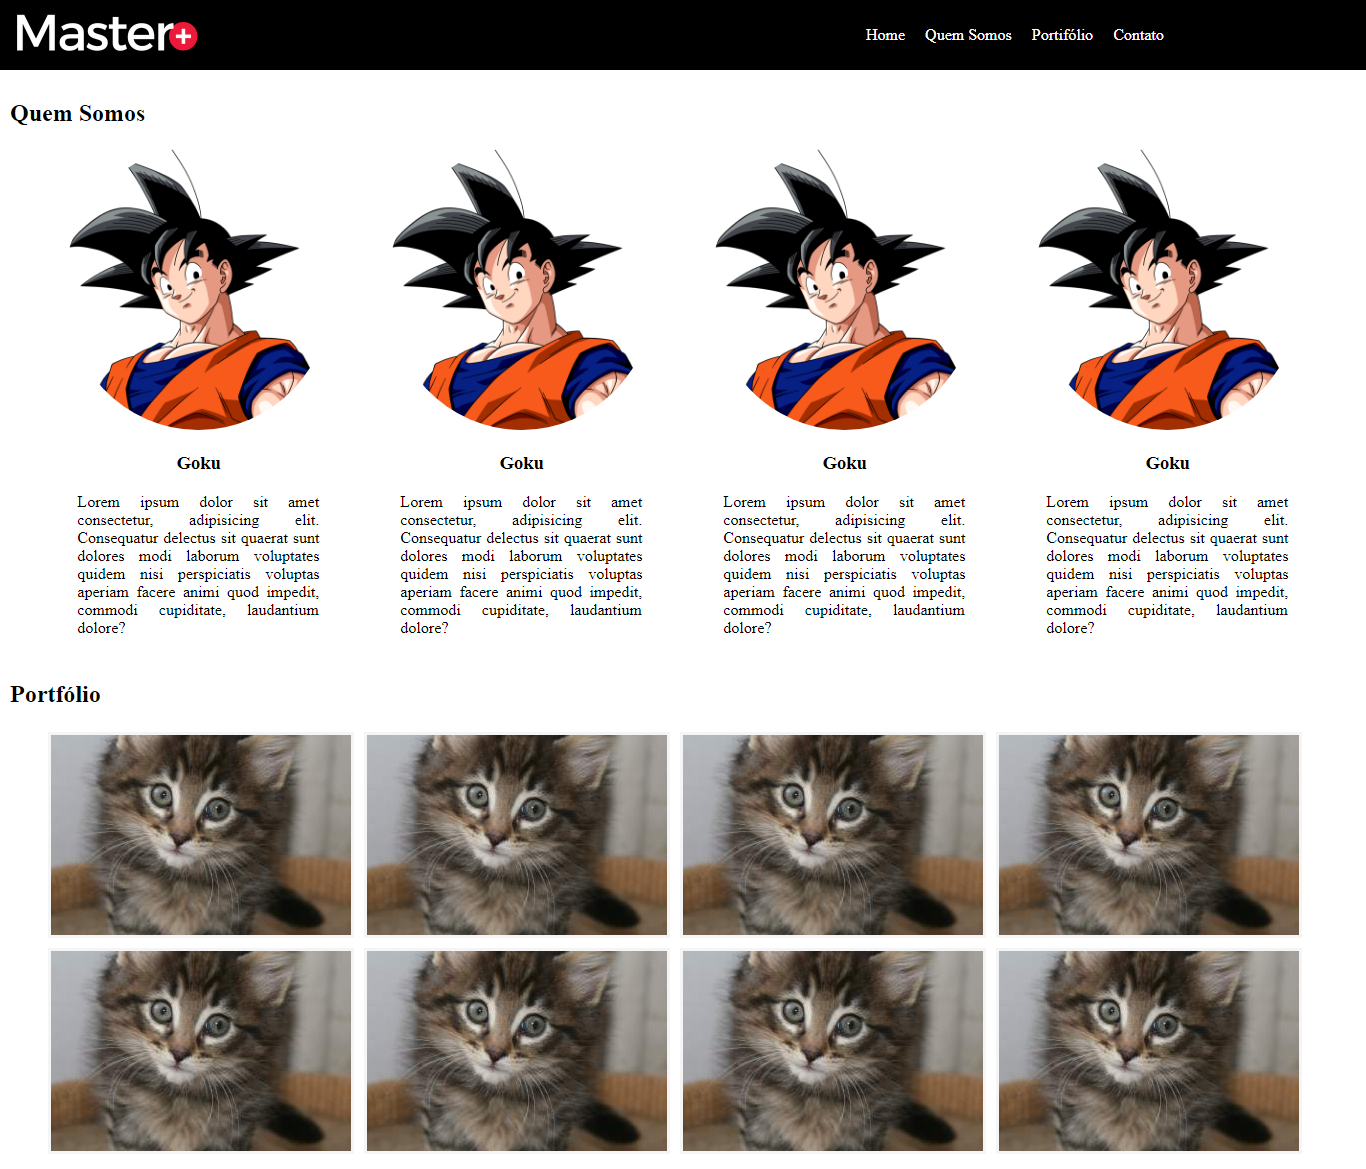 Master+
Home Quem Somos Portifólio Contato
Quem Somos
Goku
Lorem ipsum dolor sit amet
consectetur, adipisicing elit.
Consequatur delectus sit quaerat sunt
dolores modi laborum voluptates
quidem nisi perspiciatis voluptas
aperiam facere animi quod impedit,
commodi cupiditate, laudantium
dolore?
Goku
Lorem ipsum dolor sit amet
consectetur, adipisicing elit.
Consequatur delectus sit quaerat sunt
dolores modi laborum voluptates
quidem nisi perspiciatis voluptas
aperiam facere animi quod impedit,
commodi cupiditate, laudantium
dolore?
Goku
Lorem ipsum dolor sit amet
consectetur, adipisicing elit.
Consequatur delectus sit quaerat sunt
dolores modi laborum voluptates
quidem nisi perspiciatis voluptas
aperiam facere animi quod impedit,
commodi cupiditate, laudantium
dolore?
Goku
Lorem ipsum dolor sit amet
consectetur, adipisicing elit.
Consequatur delectus sit quaerat sunt
dolores modi laborum voluptates
quidem nisi perspiciatis voluptas
aperiam facere animi quod impedit,
commodi cupiditate, laudantium
dolore?
Portfólio